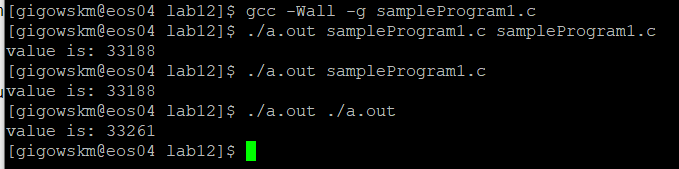 [gigowskm@eos04 lab12]$ gcc -Wall -g sampleProgram1.c
[gigowskm@eos04 lab12]$ ./a.out sampleProgram1.c sampleProgram1.c
value is: 33188
[gigowskm@eos04 lab12]$ ./a.out sampleProgram1.c
value is: 33188
[gigowskm@eos04 lab12]$ ./a.out ./a.out
value is: 33261
[gigowskm@eos04 lab12]$